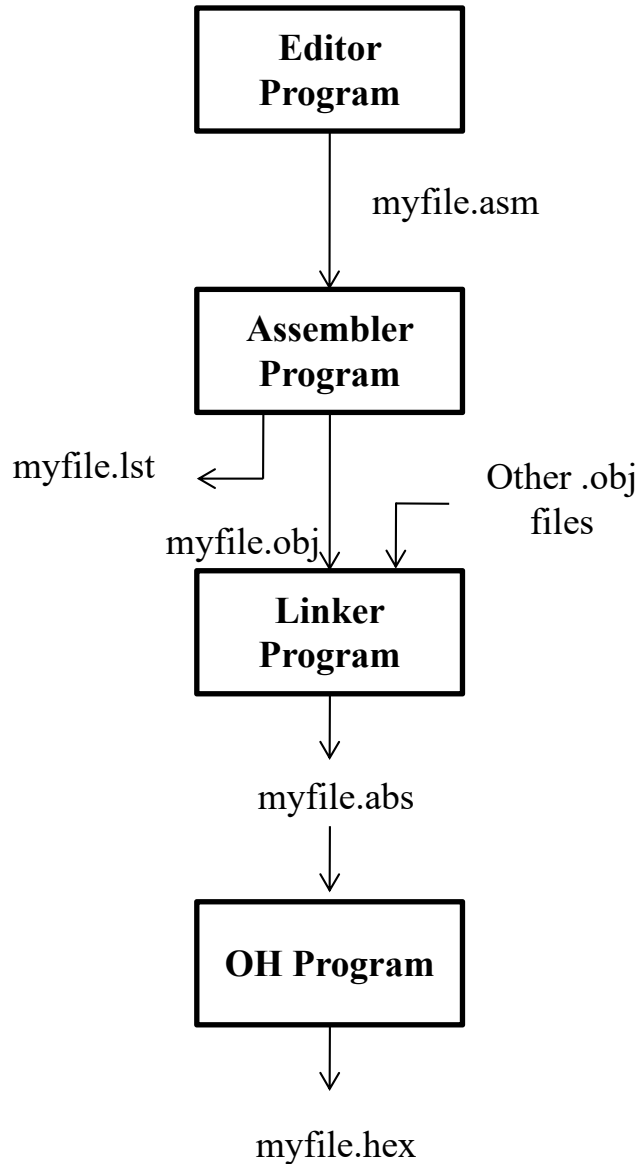 Editor
Program
myfile.asm
Assembler
Program
myfile.lst
Other .obj
files
myfile.obj
Linker
Program
myfile.abs
OH Program
myfile.hex